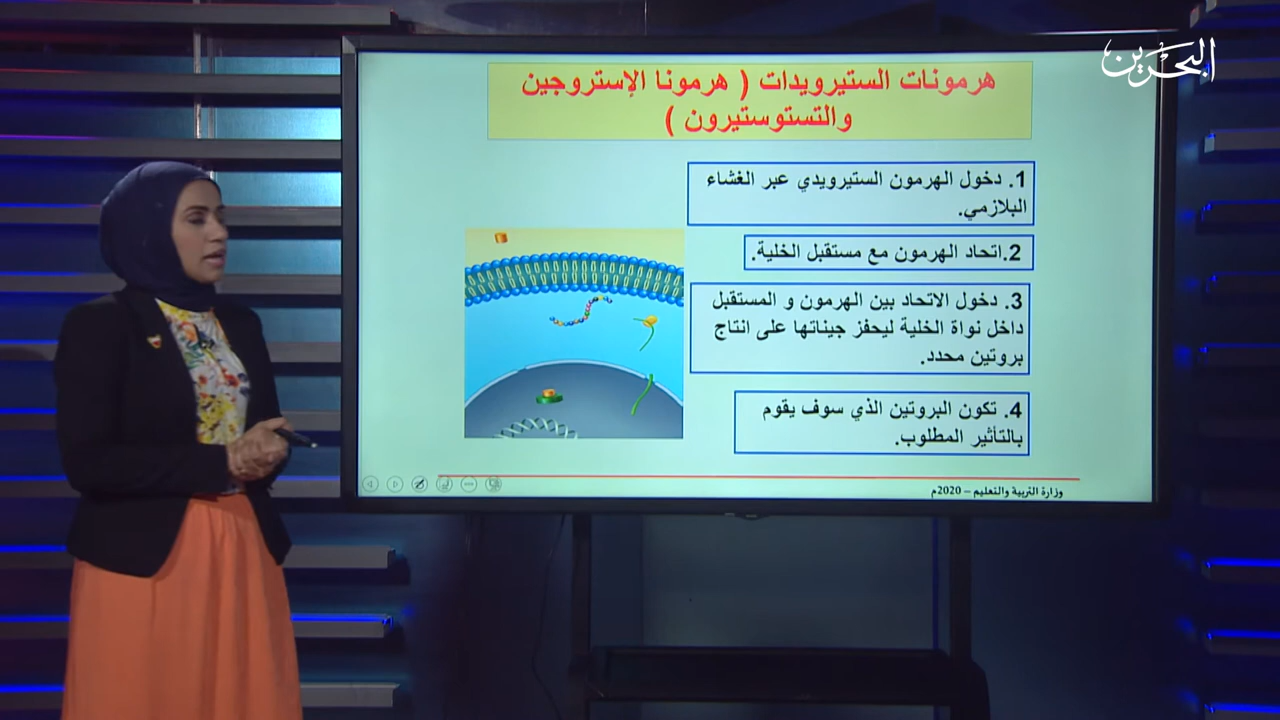 البحرين
هرمونات الستيرويدات ( هرمونا الإستروجين
والتستوستيرون )
1. دخول الهرمون الستيرويدي عبر الغشاء
البلازمي.
2.اتحاد الهرمون مع مستقبل الخلية.
3. دخول الاتحاد بين الهرمون و المستقبل
داخل نواة الخلية ليحفز جيناتها على انتاج
بروتين محدد.
4. تكون البروتين الذي سوف يقوم
بالتأثير المطلوب.
وزارة التربية والتعليم – 2020م